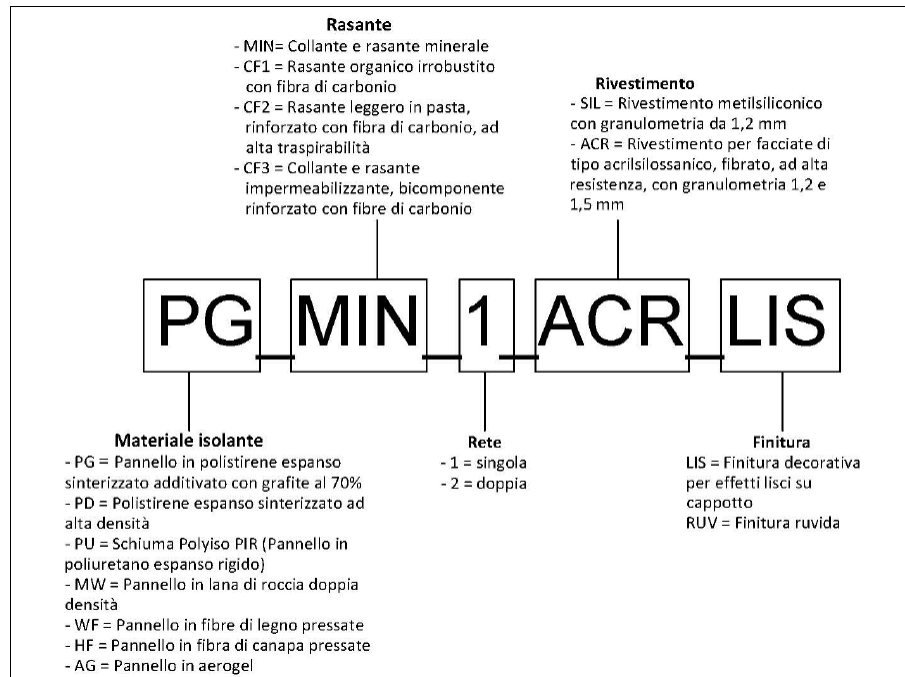 Rasante
- MIN= Collante e rasante minerale
- CF1 = Rasante organico irrobustito
con fibra di carbonio
- CF2 = Rasante leggero in pasta,
rinforzato con fibra di carbonio, ad
alta traspirabilità
- CF3 = Collante e rasante
impermeabilizzante, bicomponente
rinforzato con fibre di carbonio
Rivestimento
- SIL = Rivestimento metilsiliconico
con granulometria da 1,2 mm
- ACR = Rivestimento per facciate di
tipo acrilsilossanico, fibrato, ad alta
resistenza, con granulometria 1,2 e
1,5 mm
PG_MIN_1_ACR_LIS
Materiale isolante
- PG = Pannello in polistirene espanso
sinterizzato additivato con grafite al 70%
- PD = Polistirene espanso sinterizzato ad
alta densità
- PU = Schiuma Polyiso PIR (Pannello in
poliuretano espanso rigido)
- MW = Pannello in lana di roccia doppia
densità
- WF = Pannello in fibre di legno pressate
- HF = Pannello in fibra di canapa pressate
- AG = Pannello in aerogel
Rete
- 1 = singola
- 2 = doppia
Finitura
LIS = Finitura decorativa
per effetti lisci su
cappotto
RUV = Finitura ruvida